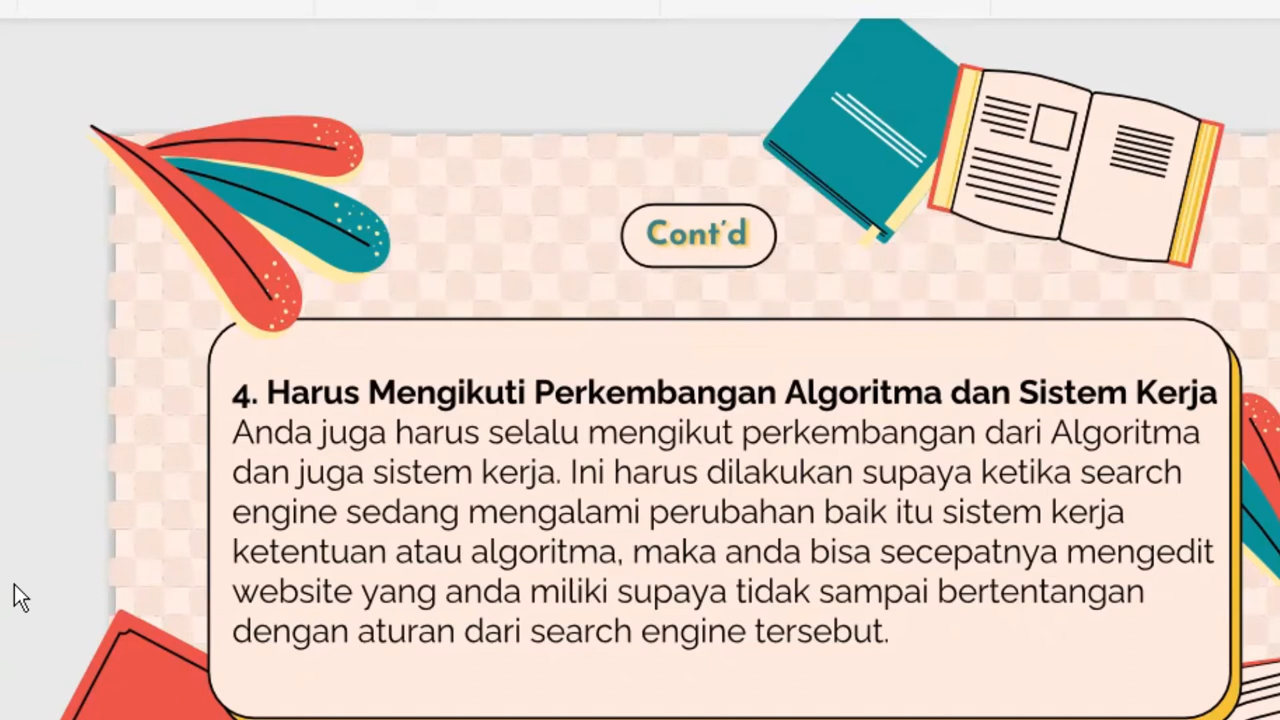 Cont'd
4. Harus Mengikuti Perkembangan Algoritma dan Sistem Kerja
Anda juga harus selalu mengikut perkembangan dari Algoritma
dan juga sistem kerja. Ini harus dilakukan supaya ketika search
engine sedang mengalami perubahan baik itu sistem kerja
ketentuan atau algoritma, maka anda bisa secepatnya mengedit
website yang anda miliki supaya tidak sampai bertentangan
dengan aturan dari search engine tersebut.